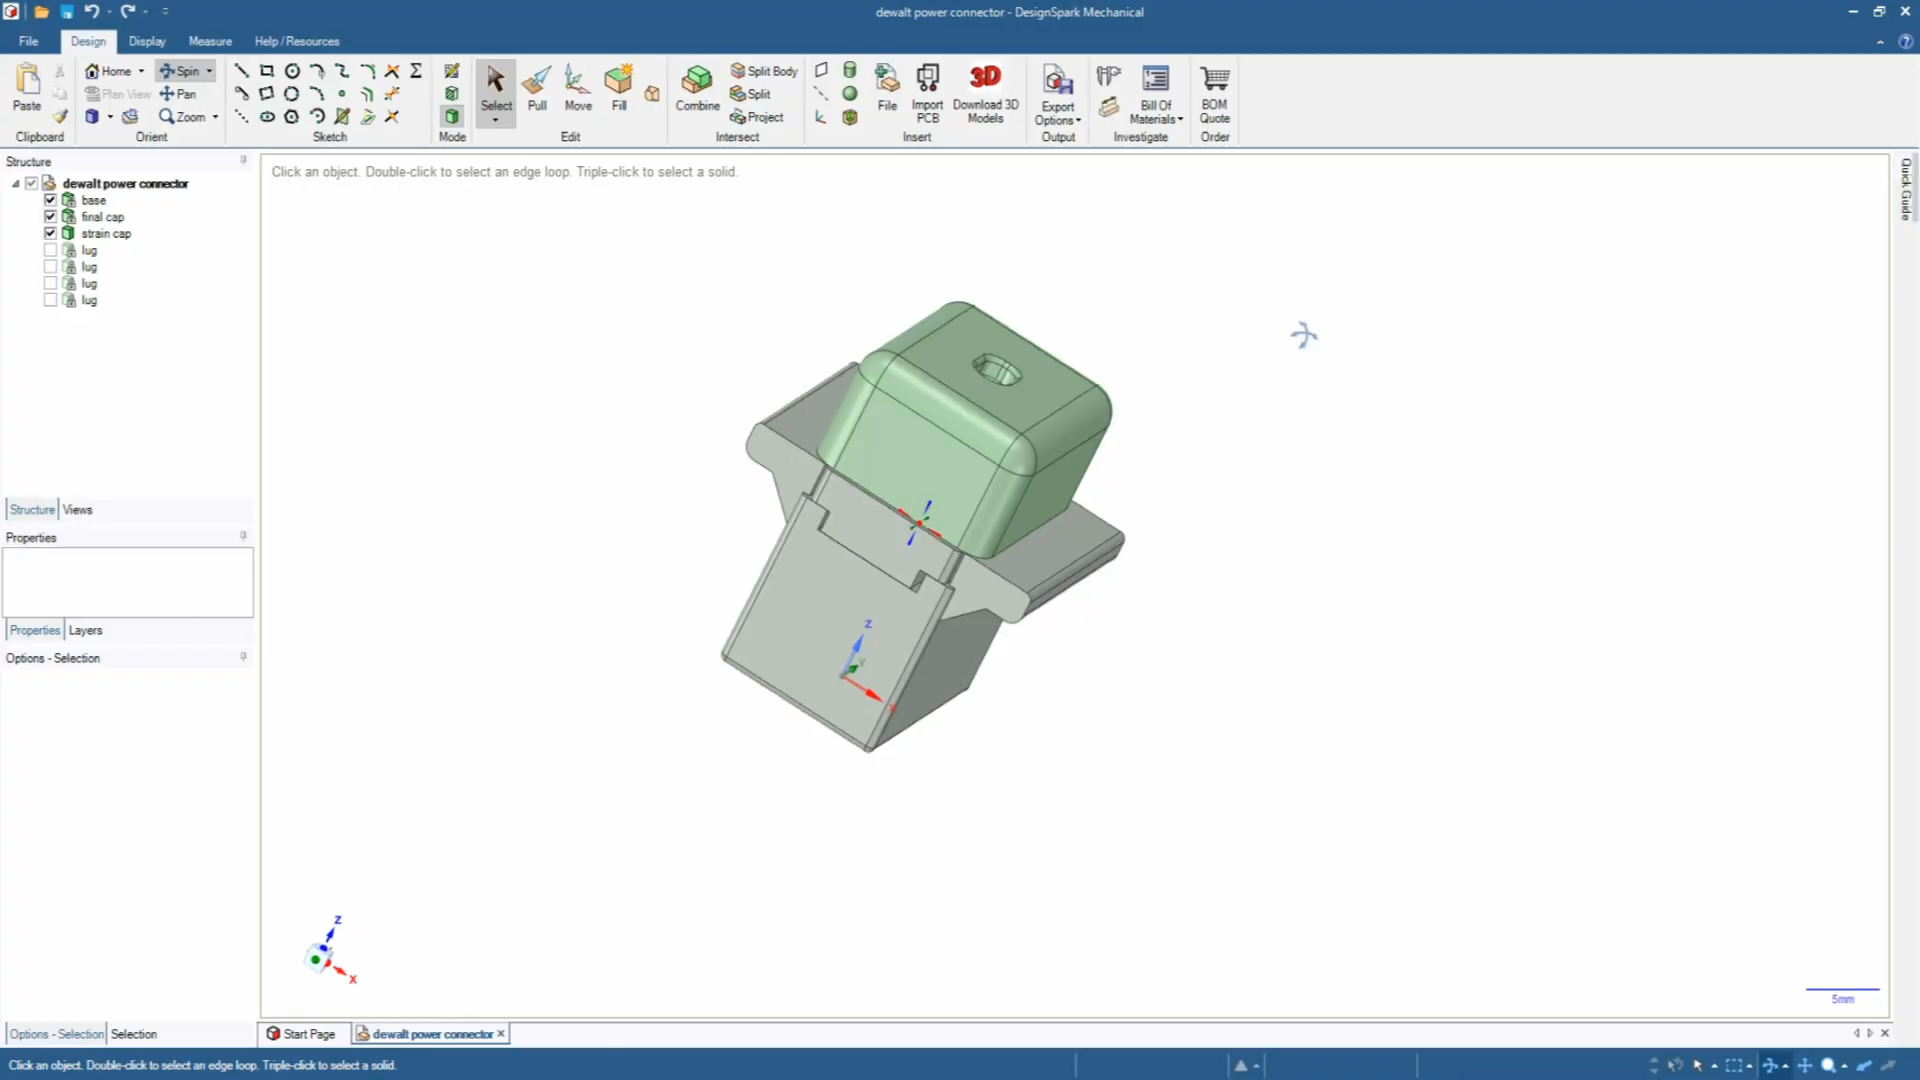 dewalt power connector - DesignSpark Mechanical
File Design Display Measure Help / Resources
Home Spin
Plan View Pan
Zoom
Paste
Select Pull Move Fill
Combine
Split Body
Split
Project
File Import PCB
3D
Download 3D Models
Export Options
Bill Of Materials
BOM Quote
Clipboard Orient Sketch Mode Edit Intersect Insert Output Investigate Order
Structure
dewalt power connector
base
final cap
strain cap
lug
lug
lug
lug
Structure Views
Properties
Properties Layers
Options - Selection
Click an object. Double-click to select an edge loop. Triple-click to select a solid.
Quick Guide
Z
Y
X
Z
X
5mm
Options - Selection Selection
Start Page dewalt power connector
Click an object. Double-click to select an edge loop. Triple-click to select a solid.